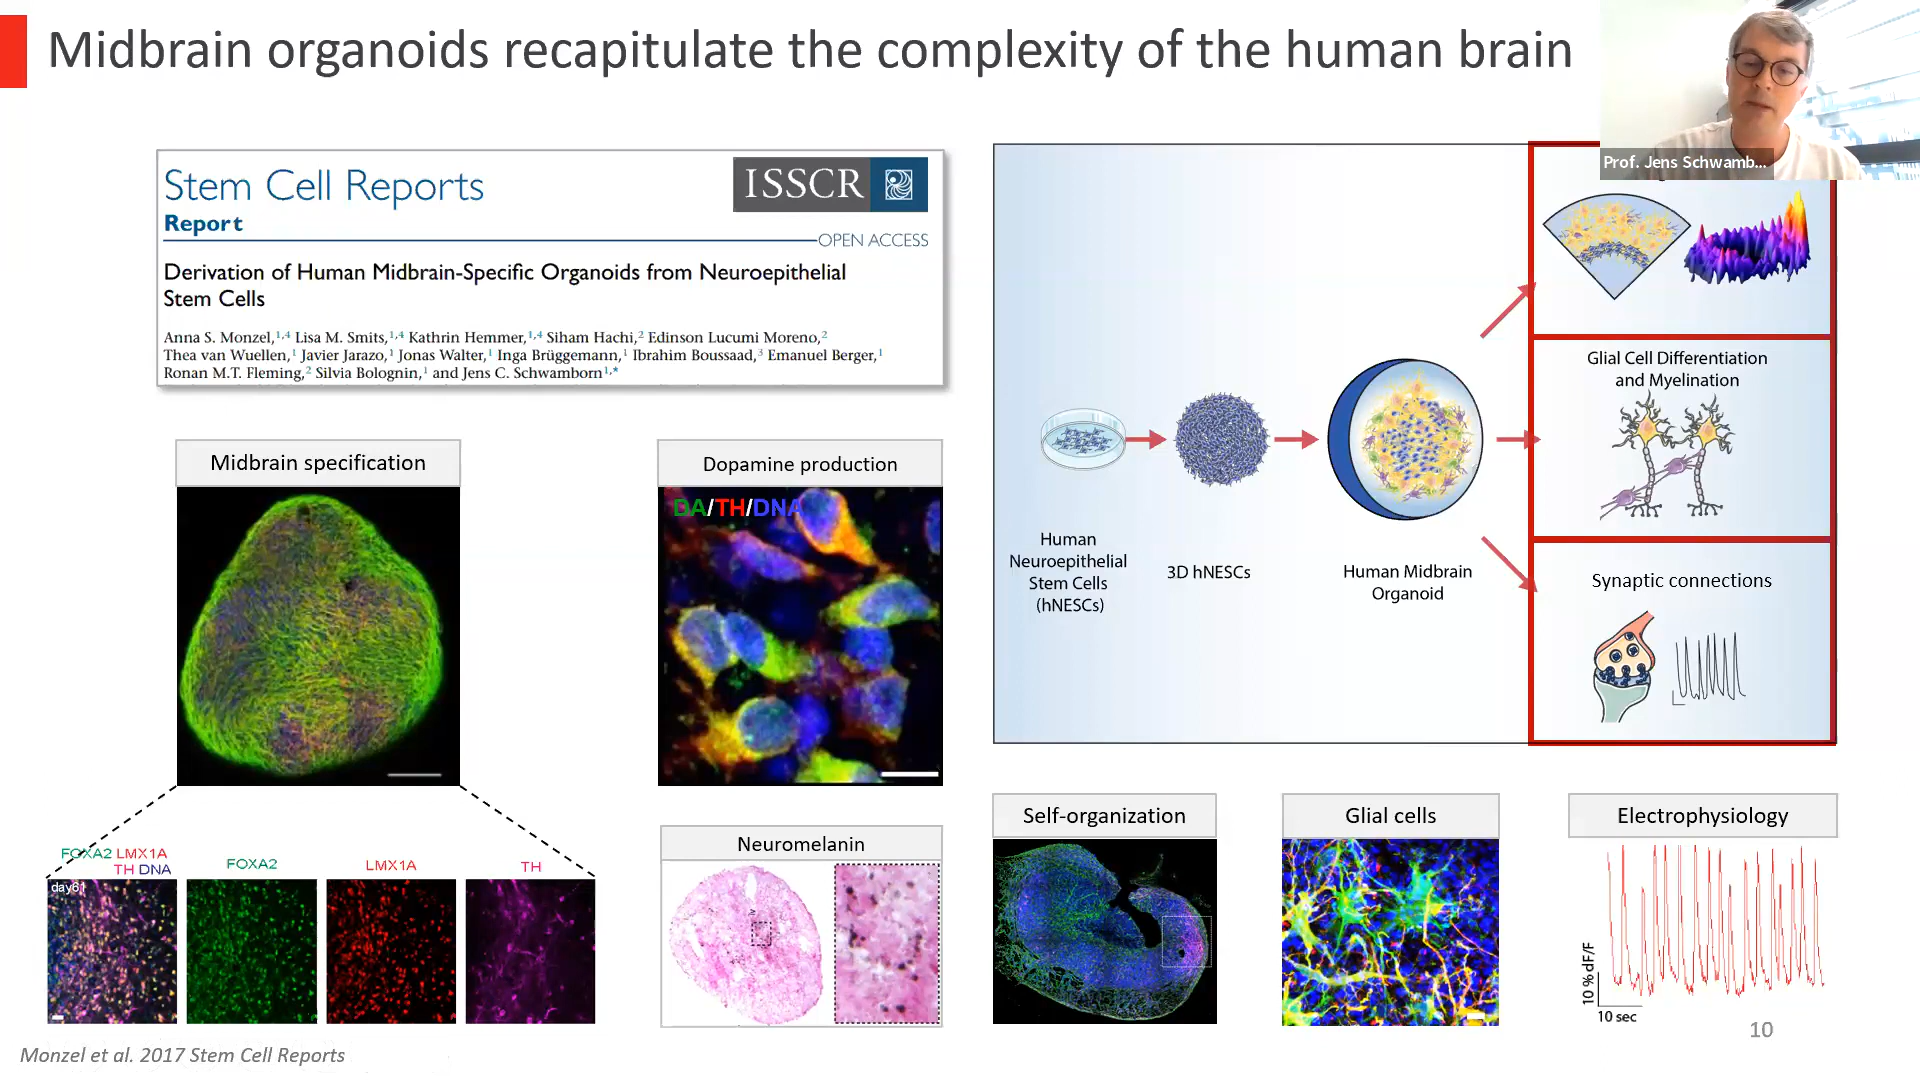 Midbrain organoids recapitulate the complexity of the human brain
Prof. Jens Schwamb...
Stem Cell Reports
ISSCR
Report
OPEN ACCESS
Derivation of Human Midbrain-Specific Organoids from Neuroepithelial
Stem Cells
Anna S. Monzel,1,4 Lisa M. Smits,1,4 Kathrin Hemmer,1,4 Siham Hachi,2 Edinson Lucumi Moreno,2
Thea van Wuellen,1 Javier Jarazo,1 Jonas Walter,1 Inga Brüggemann,1 Ibrahim Boussaad,3 Emanuel Berger,1
Ronan M.T. Fleming,2 Silvia Bolognin,1 and Jens C. Schwamborn1,*
Midbrain specification
Dopamine production
DA/TH/DNA
FOXA2 LMX1A
TH DNA
day61
FOXA2
LMX1A
TH
Neuromelanin
Human
Neuroepithelial
Stem Cells
(hNESCs)
3D hNESCs
Human Midbrain
Organoid
Glial Cell Differentiation
and Myelination
Synaptic connections
Self-organization
Glial cells
Electrophysiology
10 % dF/F
10 sec
10
Monzel et al. 2017 Stem Cell Reports